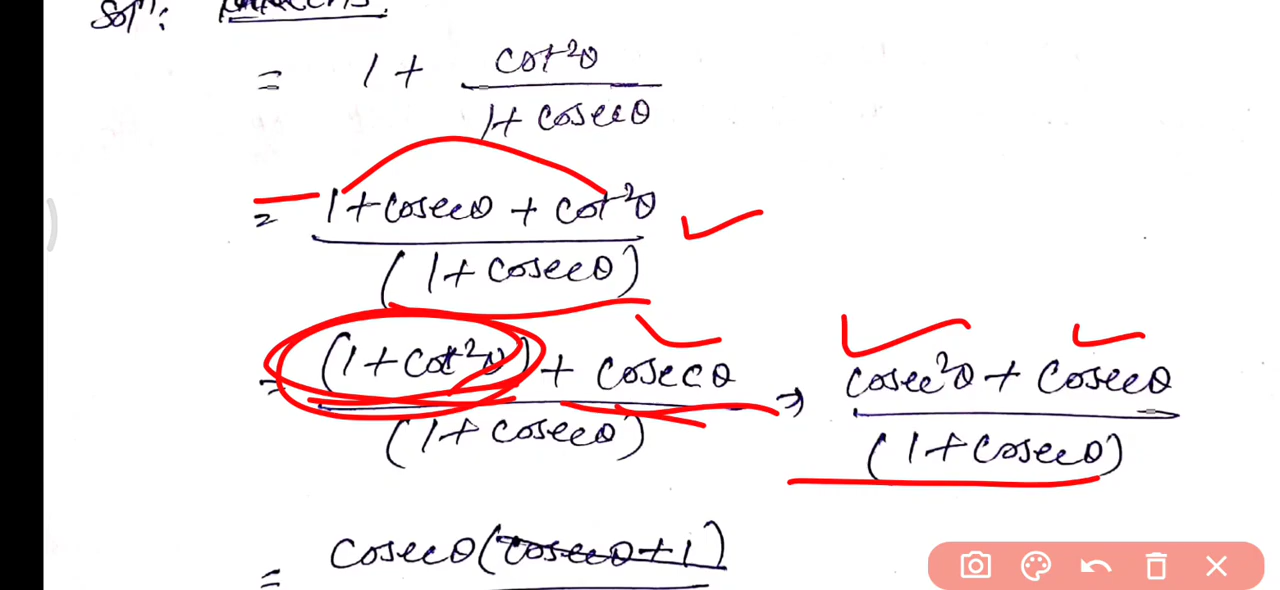 Solⁿ:
= 1 + cot²θ / 1 + cosecθ
= 1 + cosecθ + cot²θ / (1 + cosecθ)
= (1 + cot²θ) + cosecθ / (1 + cosecθ) → cosec²θ + cosecθ / (1 + cosecθ)
= cosecθ (cosecθ + 1)